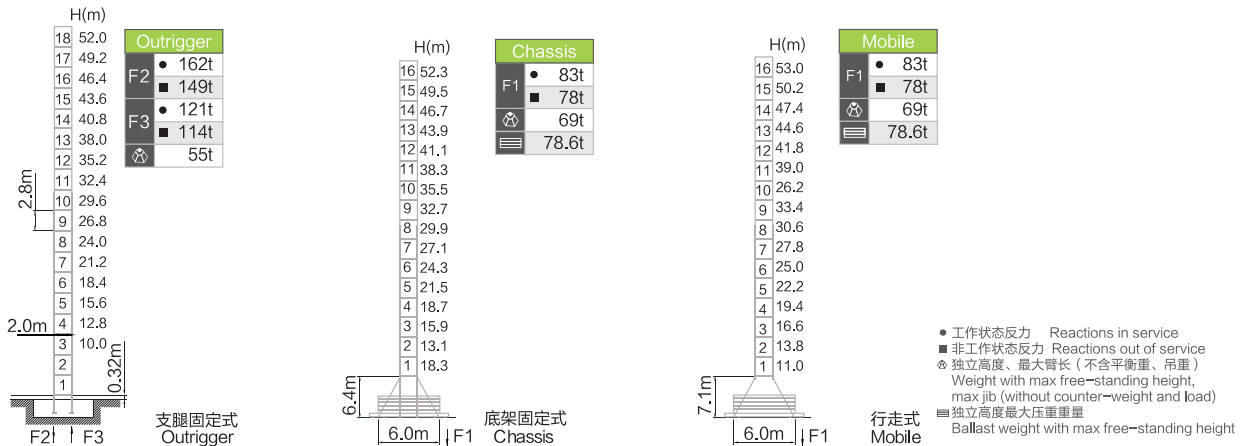 H(m)
18 52.0
17 49.2
16 46.4
15 43.6
14 40.8
13 38.0
12 35.2
11 32.4
10 29.6
9 26.8
8 24.0
7 21.2
6 18.4
5 15.6
4 12.8
3 10.0
2
1
2.8m
2.0m
0.32m
F2
F3
Outrigger
F2 ● 162t
■ 149t
F3 ● 121t
■ 114t
55t
支腿固定式
Outrigger
H(m)
16 52.3
15 49.5
14 46.7
13 43.9
12 41.1
11 38.3
10 35.5
9 32.7
8 29.9
7 27.1
6 24.3
5 21.5
4 18.7
3 15.9
2 13.1
1 18.3
6.4m
6.0m
F1
Chassis
F1 ● 83t
■ 78t
69t
78.6t
底架固定式
Chassis
H(m)
16 53.0
15 50.2
14 47.4
13 44.6
12 41.8
11 39.0
10 26.2
9 33.4
8 30.6
7 27.8
6 25.0
5 22.2
4 19.4
3 16.6
2 13.8
1 11.0
7.1m
6.0m
F1
Mobile
F1 ● 83t
■ 78t
69t
78.6t
行走式
Mobile
● 工作状态反力 Reactions in service
■ 非工作状态反力 Reactions out of service
独立高度、最大臂长（不含平衡重、吊重）
Weight with max free-standing height,
max jib (without counter-weight and load)
独立高度最大压重重量
Ballast weight with max free-standing height